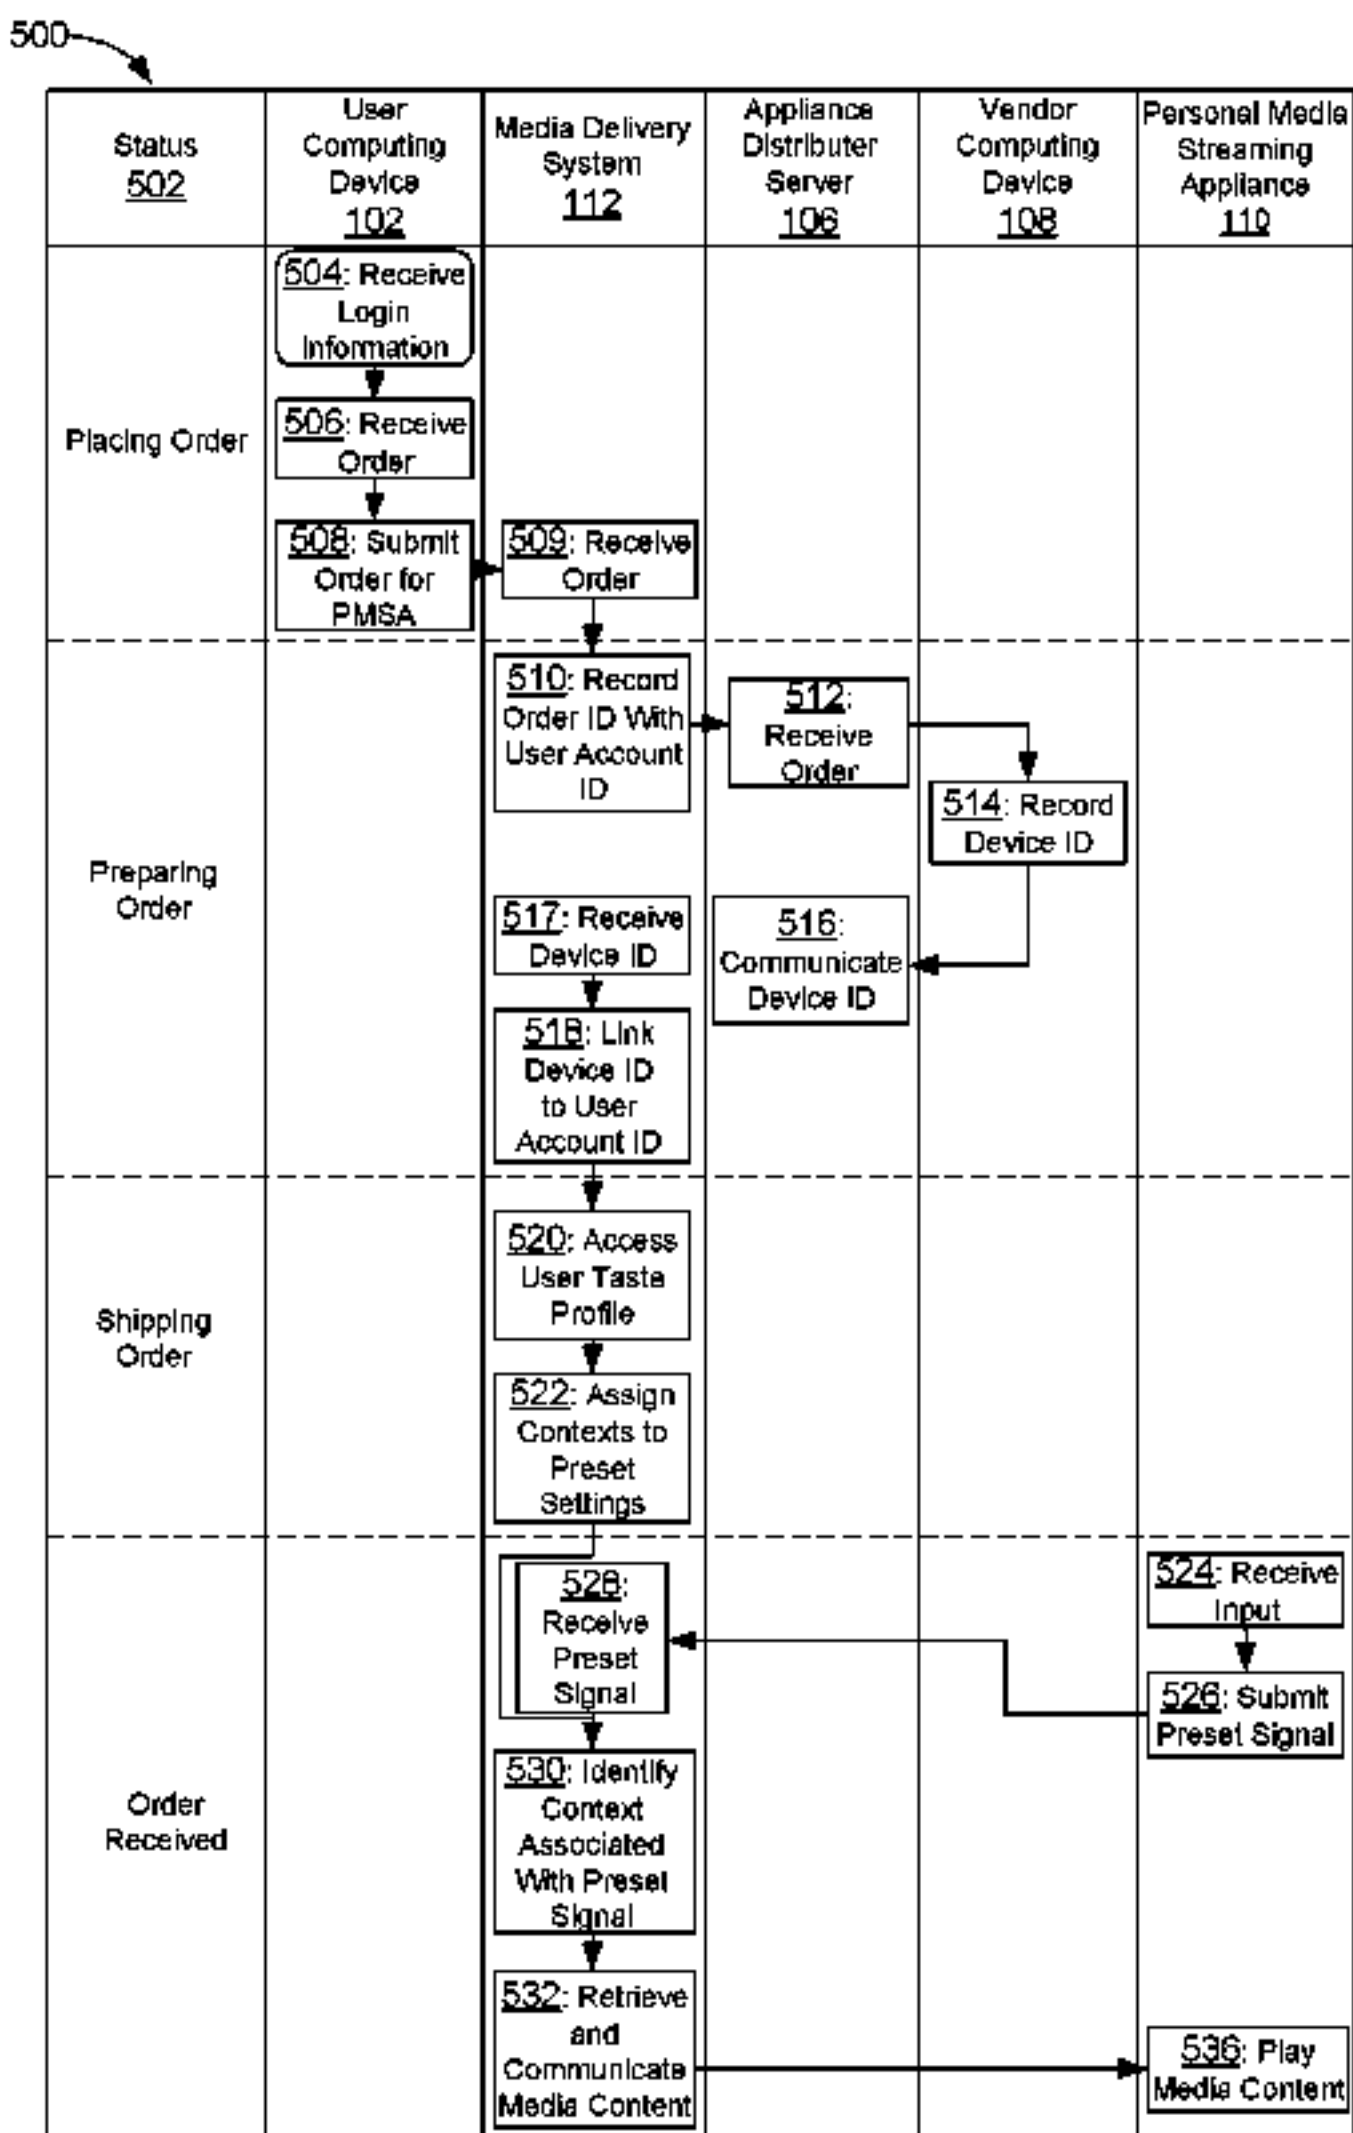 500
Status
502
User
Computing
Device
102
Media Delivery
System
112
Appliance
Distributer
Server
106
Vendor
Computing
Device
108
Personal Media
Streaming
Appliance
110
Placing Order
504: Receive
Login
Information
506: Receive
Order
508: Submit
Order for
PMSA
509: Receive
Order
Preparing
Order
510: Record
Order ID With
User Account
ID
512:
Receive
Order
514: Record
Device ID
516:
Communicate
Device ID
517: Receive
Device ID
518: Link
Device ID
to User
Account ID
Shipping
Order
520: Access
User Taste
Profile
522: Assign
Contexts to
Preset
Settings
Order
Received
524: Receive
Input
526: Submit
Preset Signal
528:
Receive
Preset
Signal
530: Identify
Context
Associated
With Preset
Signal
532: Retrieve
and
Communicate
Media Content
536: Play
Media Content